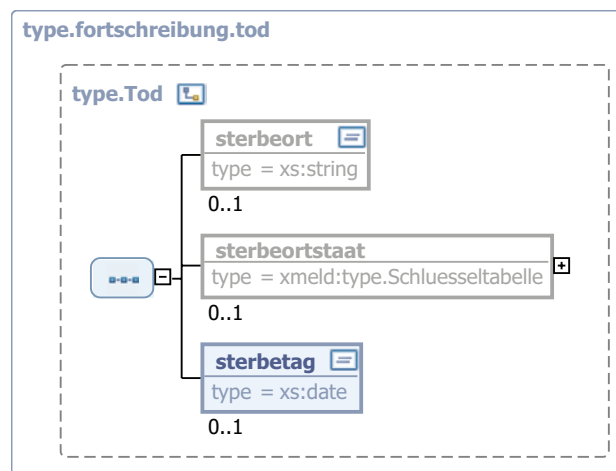 type.fortschreibung.tod
type.Tod
sterbeort
type = xs:string
0..1
sterbeortstaat
type = xmeld:type.Schluesseltabelle
0..1
sterbetag
type = xs:date
0..1